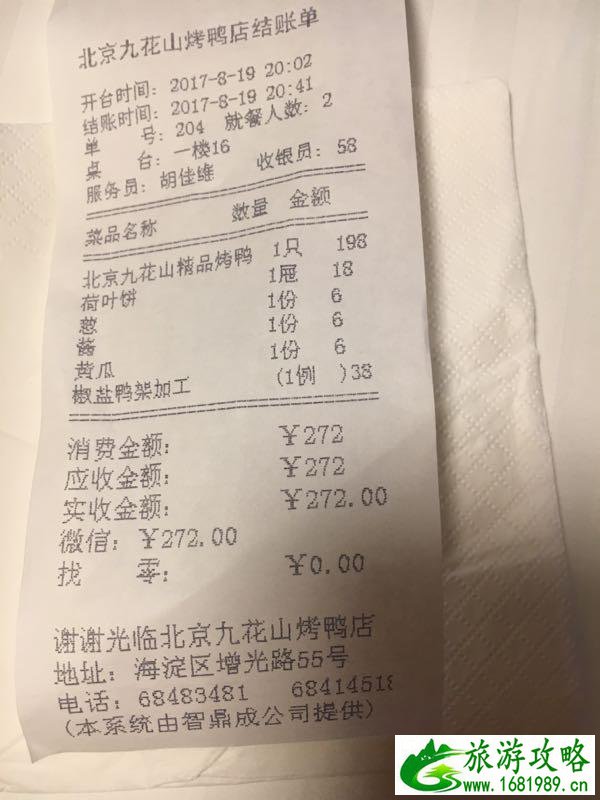 北京九花山烤鸭店结账单
开台时间: 2017-8-19 20:02
结账时间: 2017-8-19 20:41
单 号: 204 就餐人数: 2
桌 台: 一楼16
服务员: 胡佳维 收银员: 58
菜品名称 数量 金额
北京九花山精品烤鸭 1只 198
荷叶饼 1冠 18
葱 1份 6
酱 1份 6
黄瓜 1份 6
椒盐鸭架加工 (1例 )38
消费金额: ¥272
应收金额: ¥272
实收金额: ¥272.00
微信: ¥272.00
找 零: ¥0.00
谢谢光临北京九花山烤鸭店
地址: 海淀区增光路55号
电话: 68483481 68414518
(本系统由智鼎成公司提供)
旅游攻略
www.1681989.cn